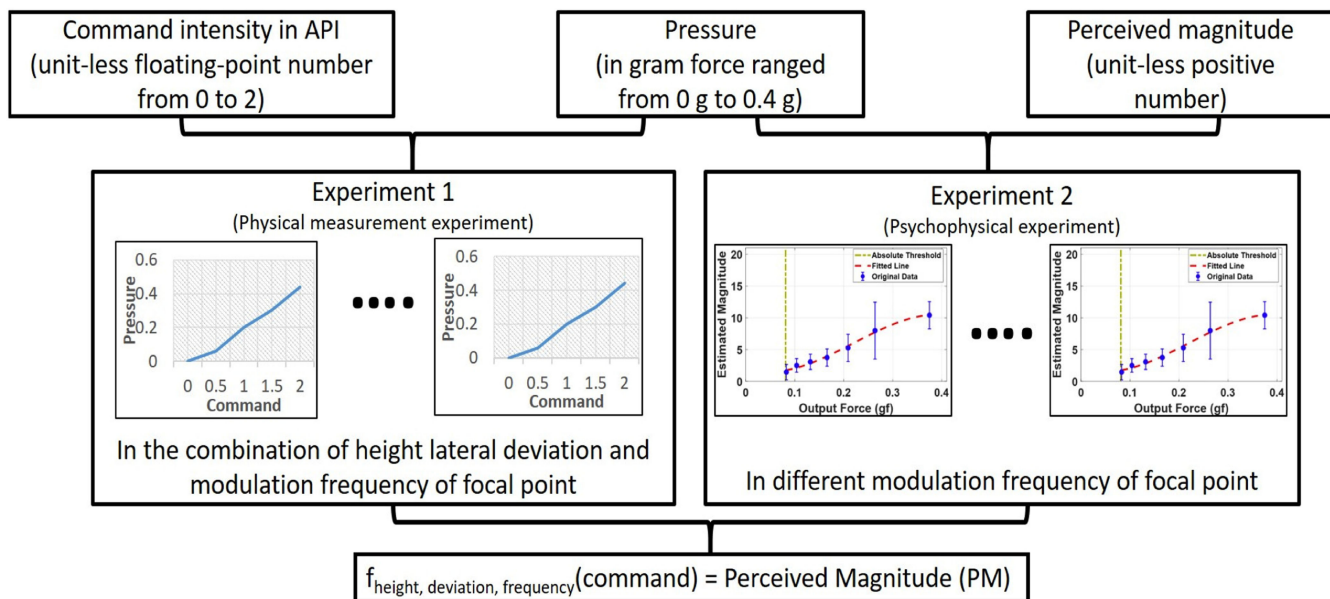 Command intensity in API
(unit-less floating-point number
from 0 to 2)
Pressure
(in gram force ranged
from 0 g to 0.4 g)
Perceived magnitude
(unit-less positive
number)
Experiment 1
(Physical measurement experiment)
0.6
0.4
0.2
0
Pressure
0 0.5 1 1.5 2
Command
0.6
0.4
0.2
0
Pressure
0 0.5 1 1.5 2
Command
In the combination of height lateral deviation and
modulation frequency of focal point
Experiment 2
(Psychophysical experiment)
Absolute Threshold
Fitted Line
Original Data
20
15
10
5
0
Estimated Magnitude
0 0.1 0.2 0.3 0.4
Output Force (gf)
Absolute Threshold
Fitted Line
Original Data
20
15
10
5
0
Estimated Magnitude
0 0.1 0.2 0.3 0.4
Output Force (gf)
In different modulation frequency of focal point
f height, deviation, frequency(command) = Perceived Magnitude (PM)